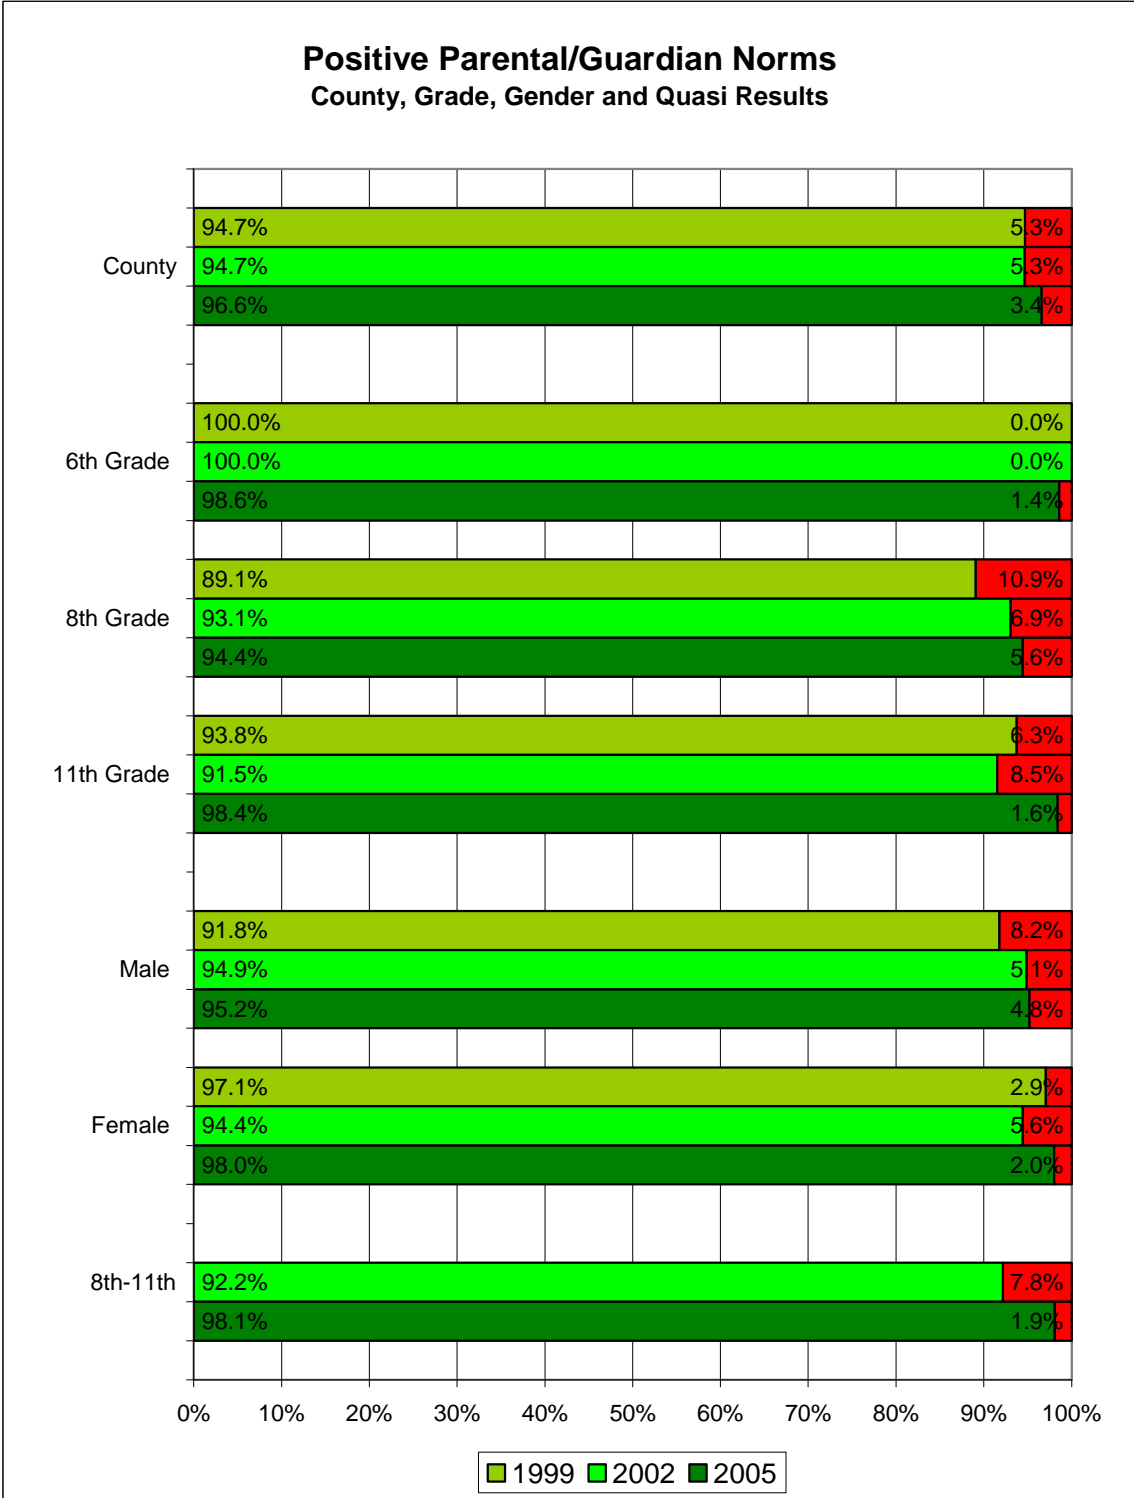 Positive Parental/Guardian Norms
County, Grade, Gender and Quasi Results
94.7% 5.3%
County 94.7% 5.3%
96.6% 3.4%
100.0% 0.0%
6th Grade 100.0% 0.0%
98.6% 1.4%
89.1% 10.9%
8th Grade 93.1% 6.9%
94.4% 5.6%
93.8% 6.3%
11th Grade 91.5% 8.5%
98.4% 1.6%
91.8% 8.2%
Male 94.9% 5.1%
95.2% 4.8%
97.1% 2.9%
Female 94.4% 5.6%
98.0% 2.0%
8th-11th 92.2% 7.8%
98.1% 1.9%
0% 10% 20% 30% 40% 50% 60% 70% 80% 90% 100%
1999 2002 2005